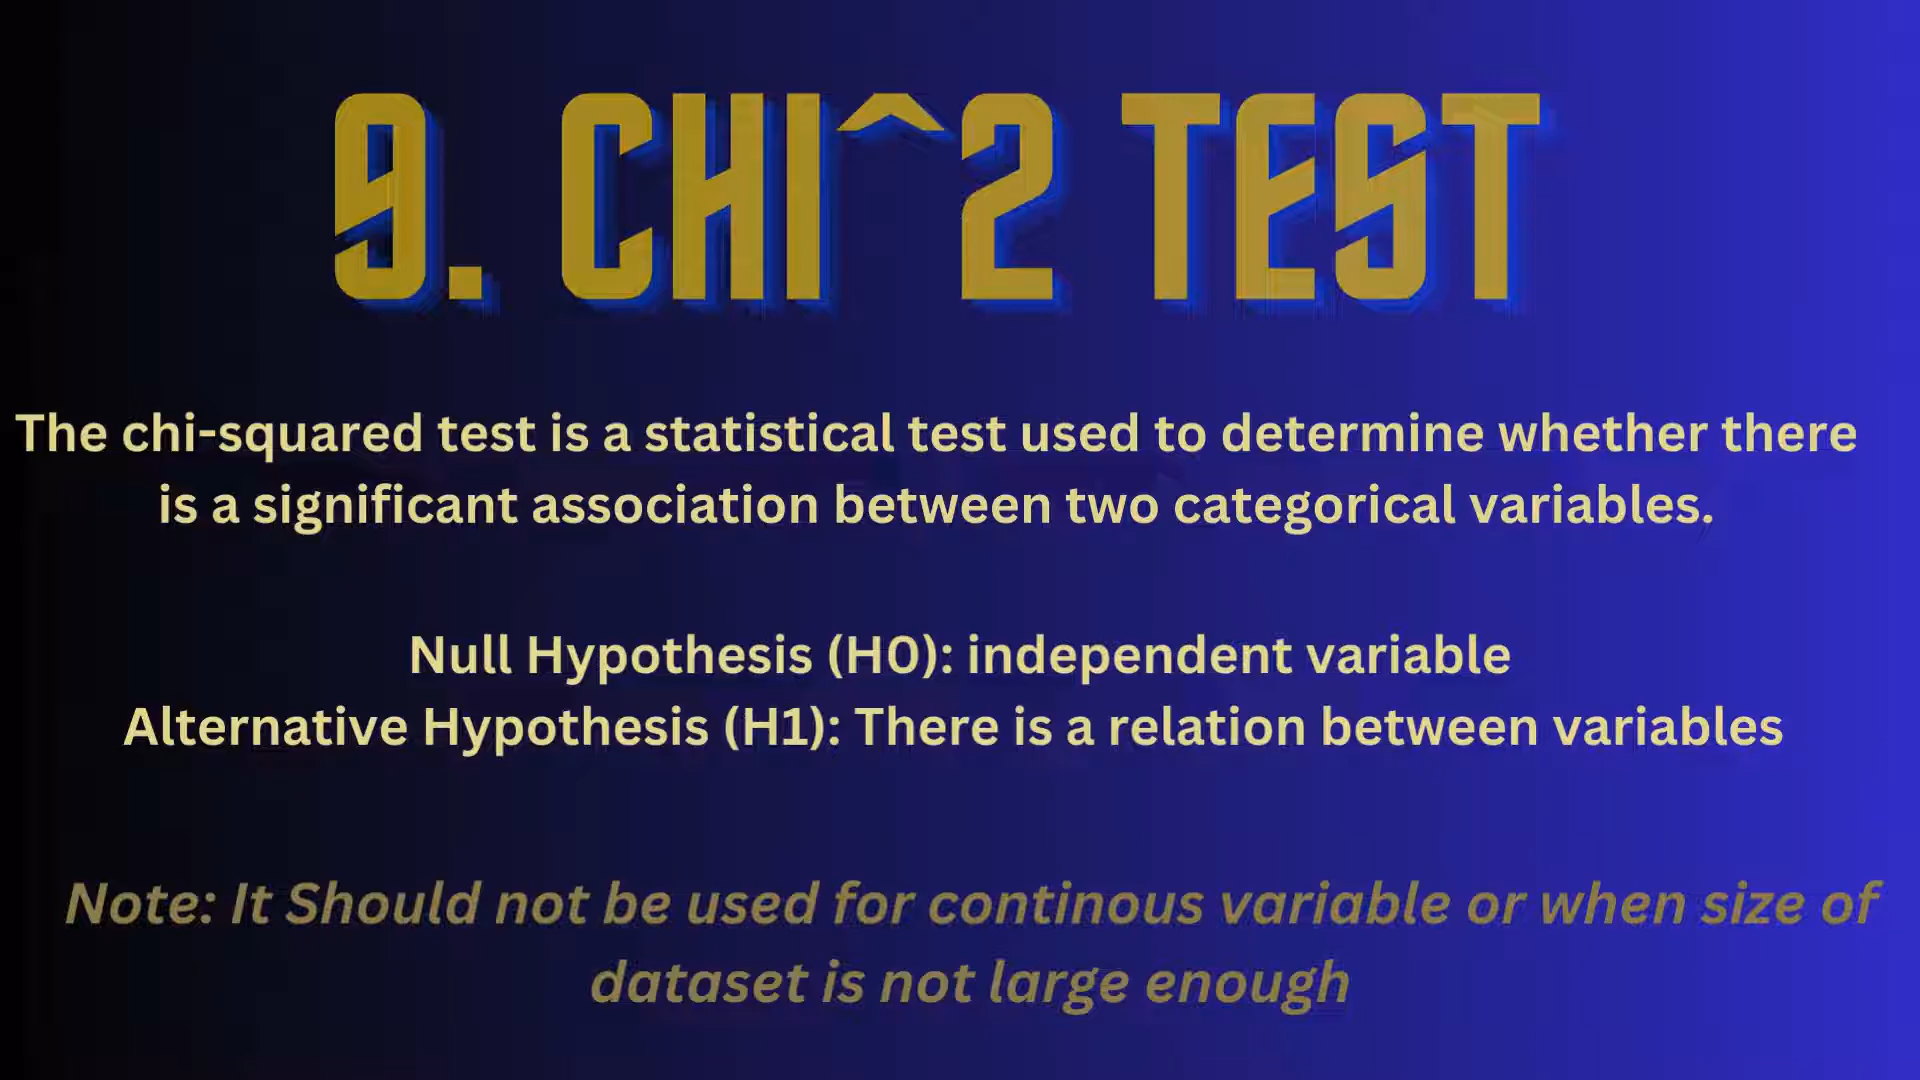 9. CHI^2 TEST
The chi-squared test is a statistical test used to determine whether there
is a significant association between two categorical variables.
Null Hypothesis (H0): independent variable
Alternative Hypothesis (H1): There is a relation between variables
Note: It Should not be used for continous variable or when size of
dataset is not large enough